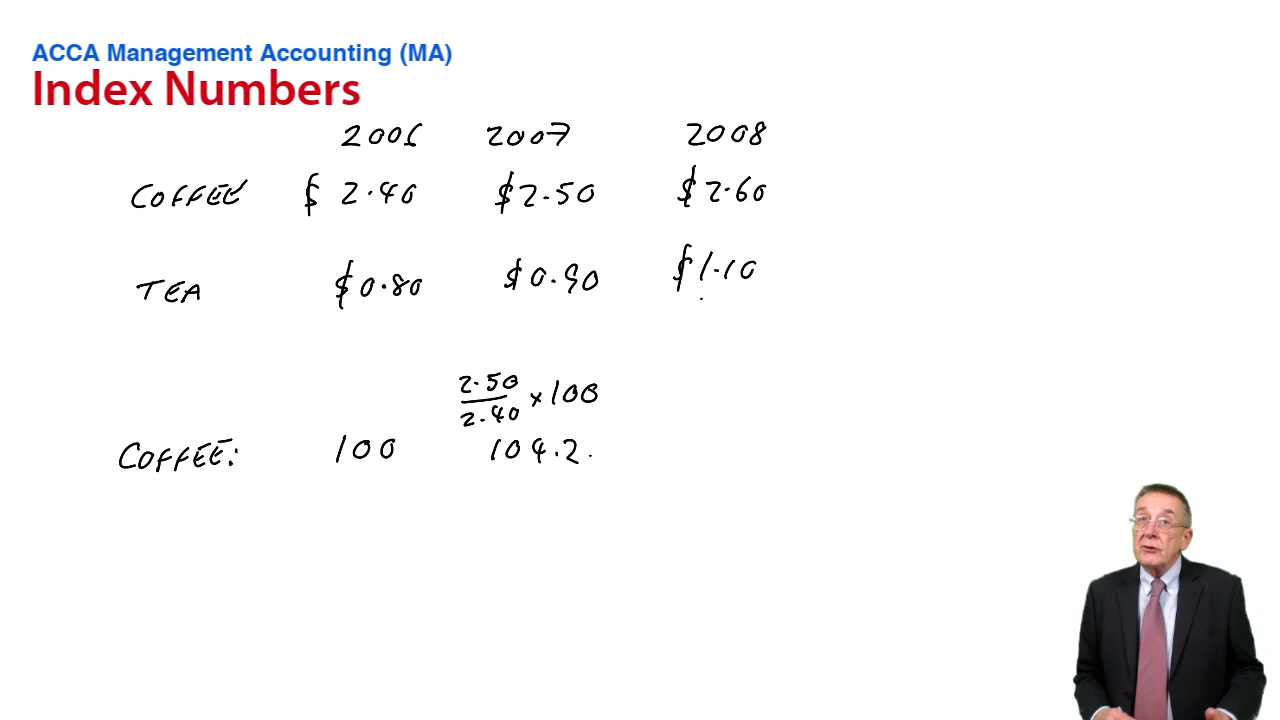 ACCA Management Accounting (MA)
Index Numbers
2006 2007 2008
COFFEE $ 2.40 $2.50 $2.60
TEA $0.80 $0.90 $1.10
2.50
2.40 × 100
COFFEE: 100 104.2.